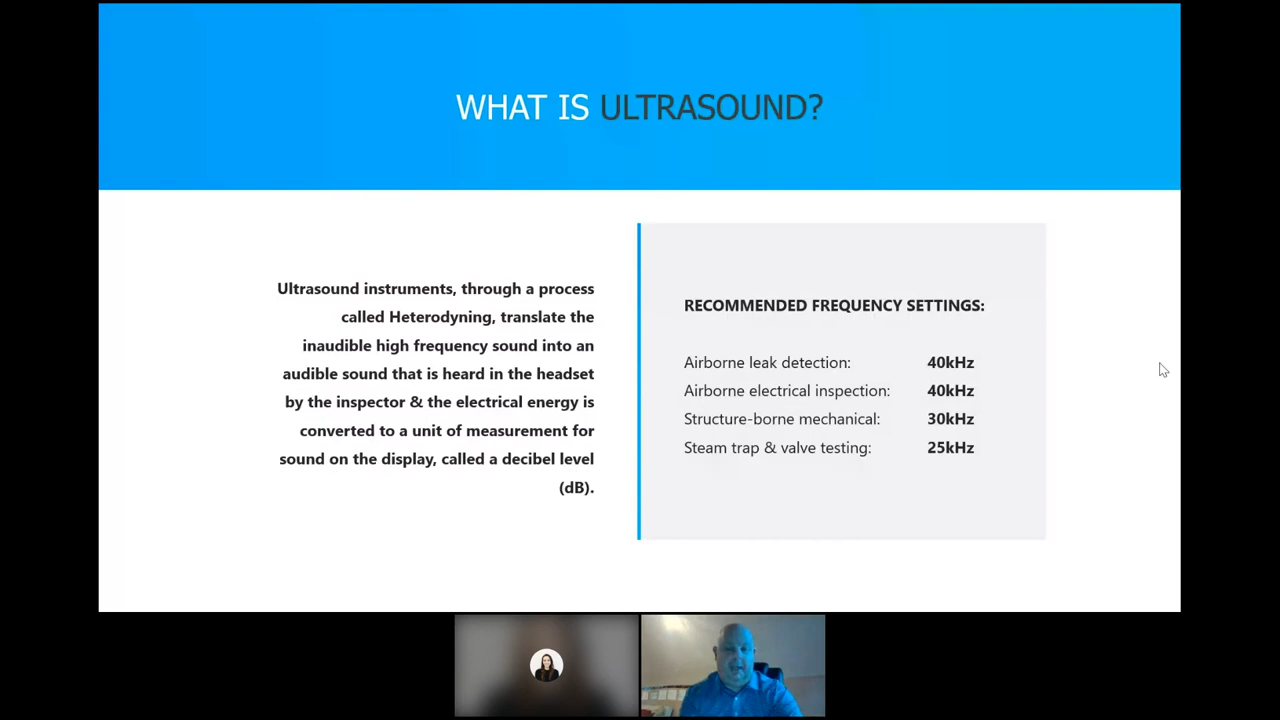 WHAT IS ULTRASOUND?
Ultrasound instruments, through a process
called Heterodyning, translate the
inaudible high frequency sound into an
audible sound that is heard in the headset
by the inspector & the electrical energy is
converted to a unit of measurement for
sound on the display, called a decibel level
(dB).
RECOMMENDED FREQUENCY SETTINGS:
Airborne leak detection: 40kHz
Airborne electrical inspection: 40kHz
Structure-borne mechanical: 30kHz
Steam trap & valve testing: 25kHz